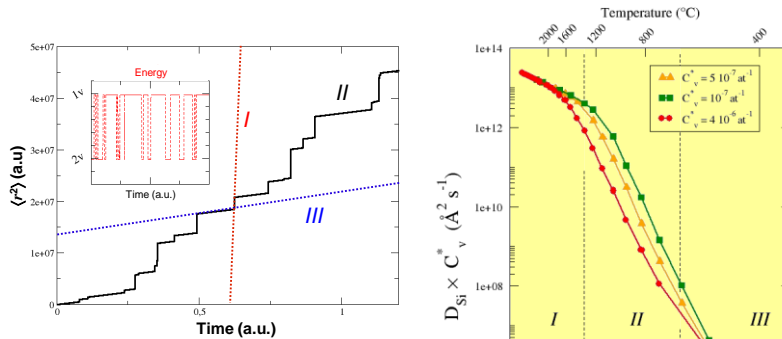 5e+07
4e+07
3e+07
2e+07
1e+07
0
⟨r²⟩ (a.u)
0
0,5
1
Time (a.u.)
Energy
1v
2v
Time (a.u.)
I
II
III
Temperature (°C)
2000
1600
1200
800
400
1e+14
1e+12
1e+10
1e+08
D_Si × C*_v (Å² s⁻¹)
C*_v = 5 10⁻⁷ at⁻¹
C*_v = 10⁻⁷ at⁻¹
C*_v = 4 10⁻⁶ at⁻¹
I
II
III